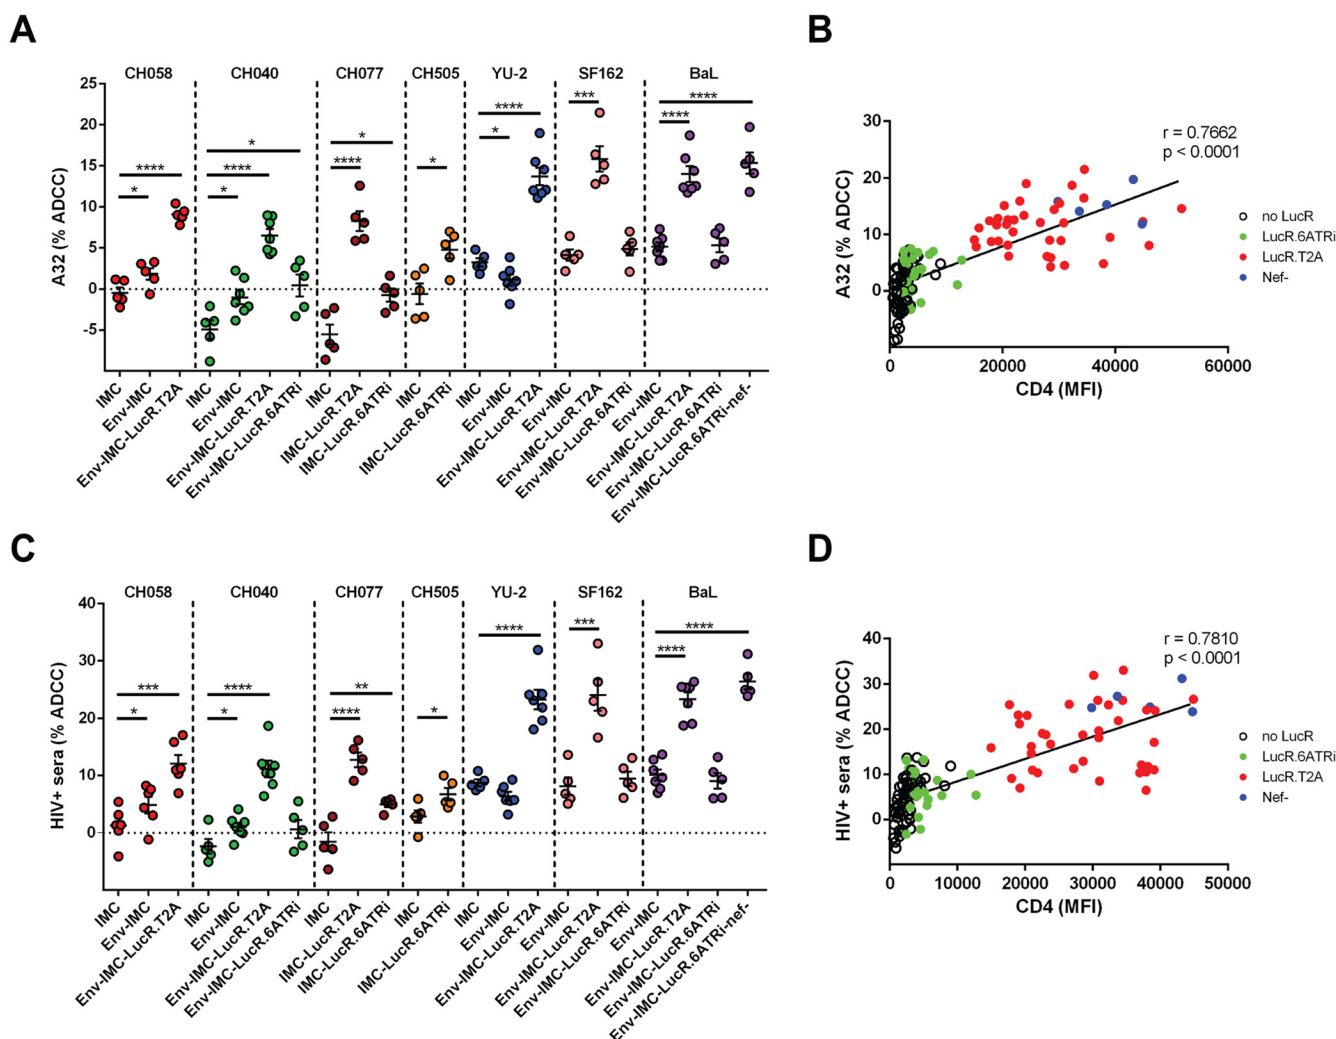 A
CH058 CH040 CH077 CH505 YU-2 SF162 BaL
A32 (% ADCC)
25
20
15
10
5
0
-5
* **** * **** * **** * * * **** *** **** ****
IMC
Env-IMC
Env-IMC-LucR.T2A
IMC
Env-IMC
Env-IMC-LucR.T2A
Env-IMC-LucR.6ATRi
IMC
IMC-LucR.T2A
IMC-LucR.6ATRi
IMC
IMC-LucR.6ATRi
IMC
Env-IMC
Env-IMC-LucR.T2A
Env-IMC
Env-IMC-LucR.T2A
Env-IMC-LucR.6ATRi
Env-IMC
Env-IMC-LucR.T2A
Env-IMC-LucR.6ATRi
Env-IMC-LucR.6ATRi-nef-
B
r = 0.7662
p < 0.0001
A32 (% ADCC)
30
20
10
0
0 20000 40000 60000
CD4 (MFI)
no LucR
LucR.6ATRi
LucR.T2A
Nef-
C
CH058 CH040 CH077 CH505 YU-2 SF162 BaL
HIV+ sera (% ADCC)
40
30
20
10
0
* *** * **** **** ** * **** *** **** ****
IMC
Env-IMC
Env-IMC-LucR.T2A
IMC
Env-IMC
Env-IMC-LucR.T2A
Env-IMC-LucR.6ATRi
IMC
IMC-LucR.T2A
IMC-LucR.6ATRi
IMC
IMC-LucR.6ATRi
IMC
Env-IMC
Env-IMC-LucR.T2A
Env-IMC
Env-IMC-LucR.T2A
Env-IMC-LucR.6ATRi
Env-IMC
Env-IMC-LucR.T2A
Env-IMC-LucR.6ATRi
Env-IMC-LucR.6ATRi-nef-
D
r = 0.7810
p < 0.0001
HIV+ sera (% ADCC)
40
30
20
10
0
0 10000 20000 30000 40000 50000
CD4 (MFI)
no LucR
LucR.6ATRi
LucR.T2A
Nef-